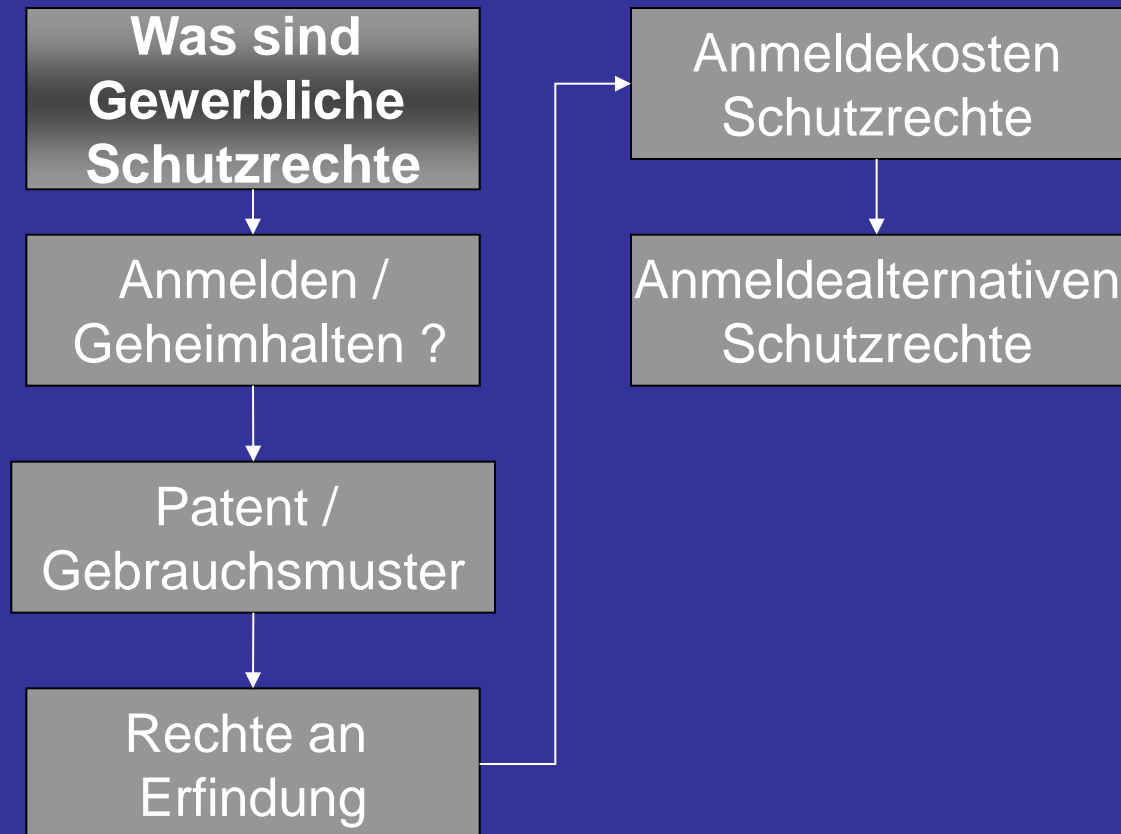 Was sind
Gewerbliche
Schutzrechte
Anmelden /
Geheimhalten ?
Patent /
Gebrauchsmuster
Rechte an
Erfindung
Anmeldekosten
Schutzrechte
Anmeldealternativen
Schutzrechte